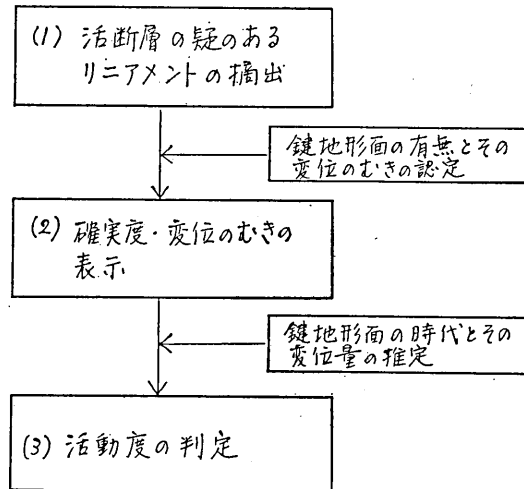 (1) 活断層の疑のある
リニアメントの摘出
鍵地形面の有無とその
変位のむきの認定
(2) 確実度・変位のむきの
表示
鍵地形面の時代とその
変位量の推定
(3) 活動度の判定